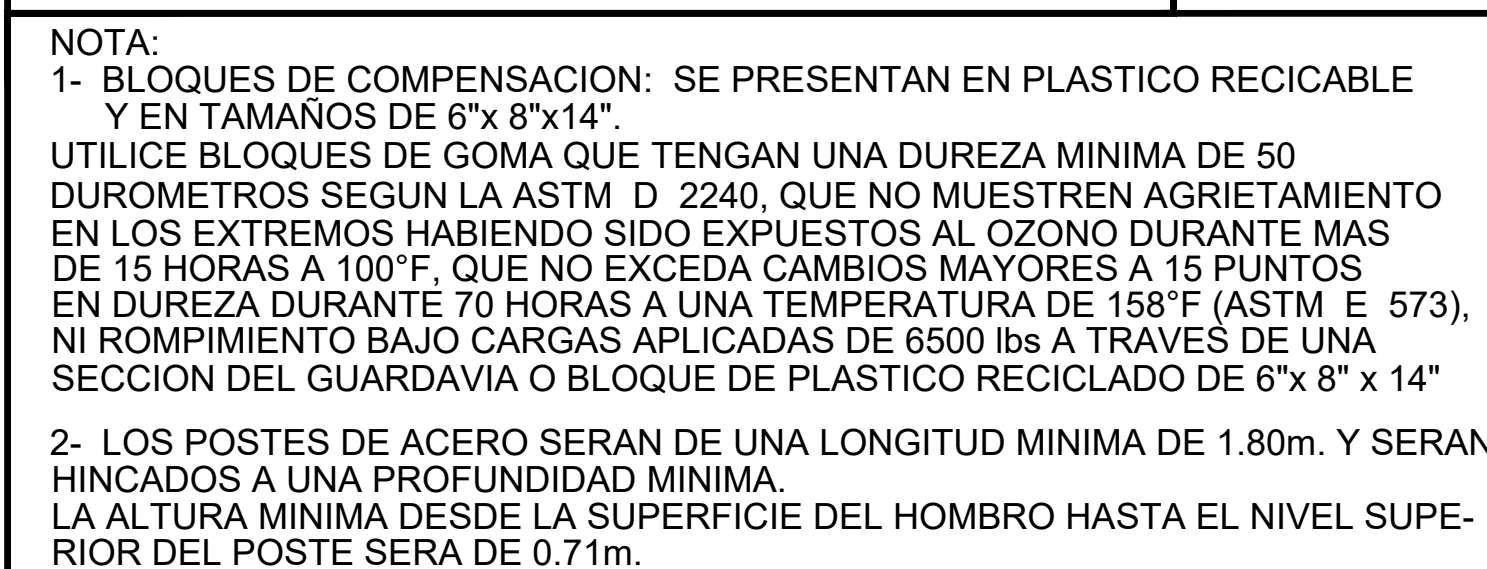 NOTA:
1- BLOQUES DE COMPENSACION: SE PRESENTAN EN PLASTICO RECICABLE
Y EN TAMAÑOS DE 6"x 8"x14".
UTILICE BLOQUES DE GOMA QUE TENGAN UNA DUREZA MINIMA DE 50
DUROMETROS SEGUN LA ASTM D 2240, QUE NO MUESTREN AGRIETAMIENTO
EN LOS EXTREMOS HABIENDO SIDO EXPUESTOS AL OZONO DURANTE MAS
DE 15 HORAS A 100°F, QUE NO EXCEDA CAMBIOS MAYORES A 15 PUNTOS
EN DUREZA DURANTE 70 HORAS A UNA TEMPERATURA DE 158°F (ASTM E 573),
NI ROMPIMIENTO BAJO CARGAS APLICADAS DE 6500 lbs A TRAVES DE UNA
SECCION DEL GUARDAVIA O BLOQUE DE PLASTICO RECICLADO DE 6"x 8" x 14"
2- LOS POSTES DE ACERO SERAN DE UNA LONGITUD MINIMA DE 1.80m. Y SERAN
HINCADOS A UNA PROFUNDIDAD MINIMA.
LA ALTURA MINIMA DESDE LA SUPERFICIE DEL HOMBRO HASTA EL NIVEL SUPE-
RIOR DEL POSTE SERA DE 0.71m.